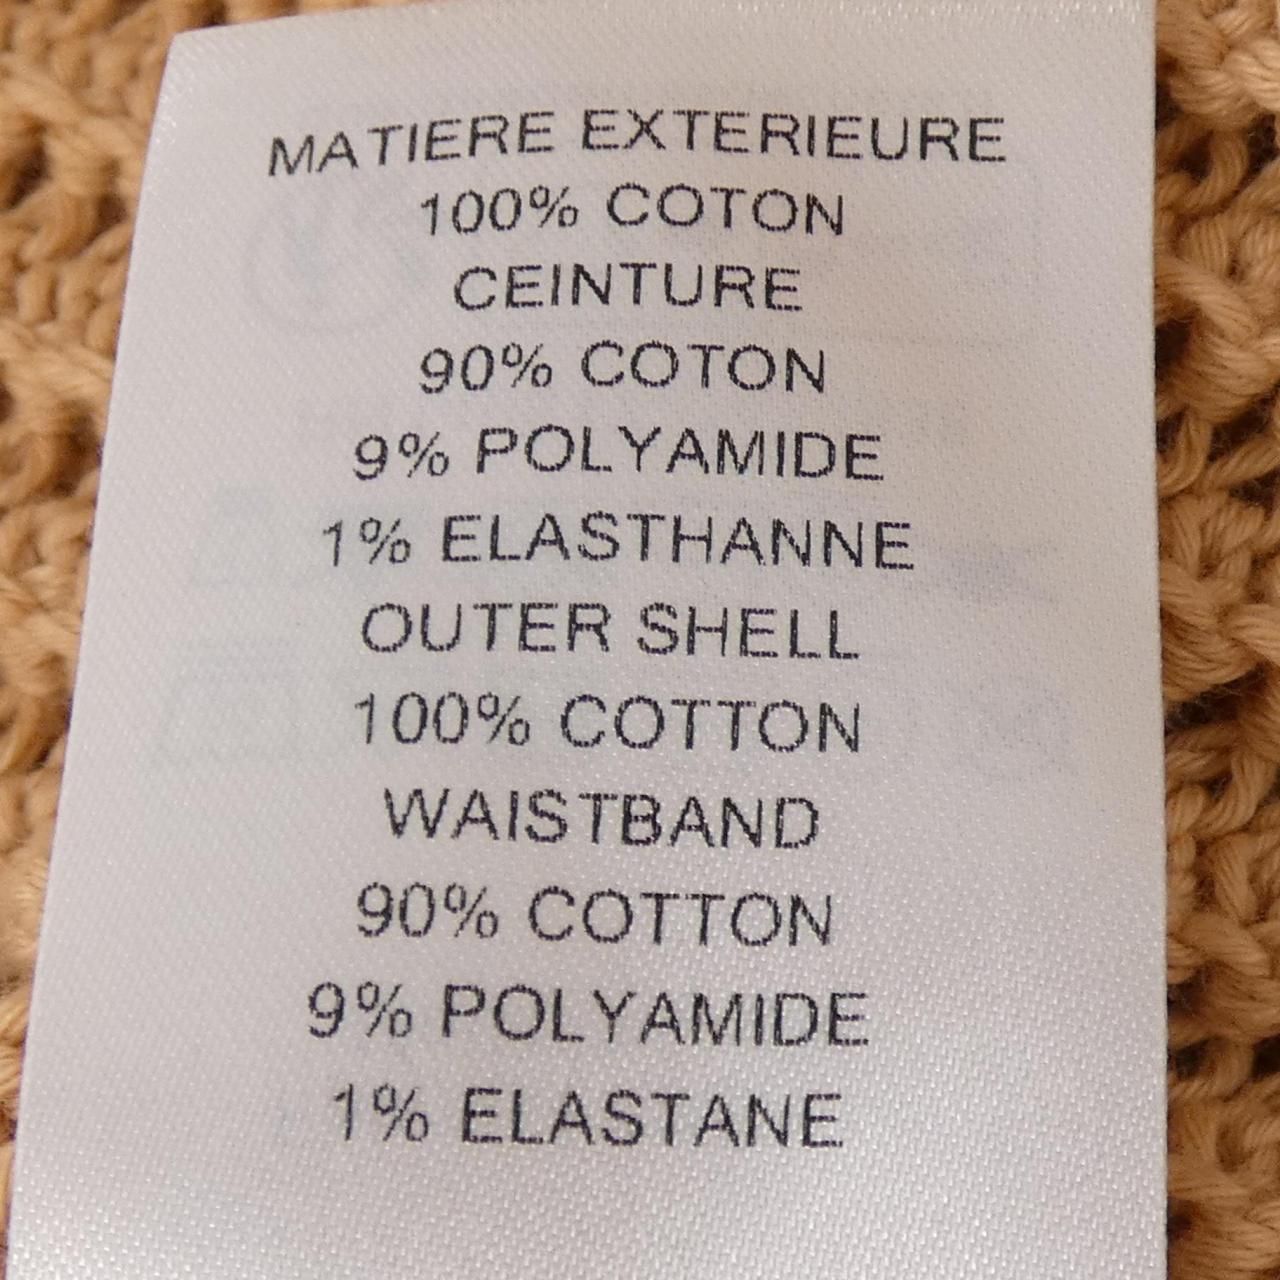 MATIERE EXTERIEURE
100% COTON
CEINTURE
90% COTON
9% POLYAMIDE
1% ELASTHANNE
OUTER SHELL
100% COTTON
WAISTBAND
90% COTTON
9% POLYAMIDE
1% ELASTANE